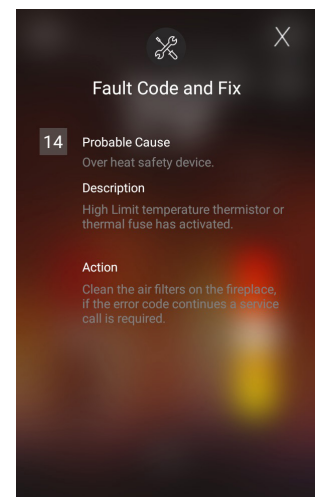 X
Fault Code and Fix
14 Probable Cause
Over heat safety device.
Description
High Limit temperature thermistor or
thermal fuse has activated.
Action
Clean the air filters on the fireplace,
if the error code continues a service
call is required.